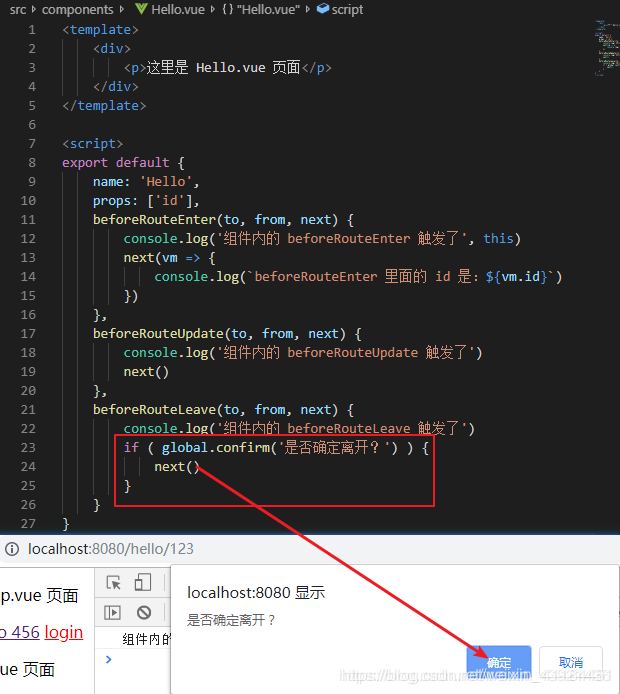 src > components > Hello.vue > {} "Hello.vue" > script
1 <template>
2 <div>
3 <p>这里是 Hello.vue 页面</p>
4 </div>
5 </template>
6
7 <script>
8 export default {
9 name: 'Hello',
10 props: ['id'],
11 beforeRouteEnter(to, from, next) {
12 console.log('组件内的 beforeRouteEnter 触发了', this)
13 next(vm => {
14 console.log(`beforeRouteEnter 里面的 id 是: ${vm.id}`)
15 })
16 },
17 beforeRouteUpdate(to, from, next) {
18 console.log('组件内的 beforeRouteUpdate 触发了')
19 next()
20 },
21 beforeRouteLeave(to, from, next) {
22 console.log('组件内的 beforeRouteLeave 触发了')
23 if ( global.confirm('是否确定离开？') ) {
24 next()
25 }
26 }
27 }
localhost:8080/hello/123
localhost:8080 显示
是否确定离开？
p.vue 页面
o 456 login
组件内的
ue 页面
>
确定 取消